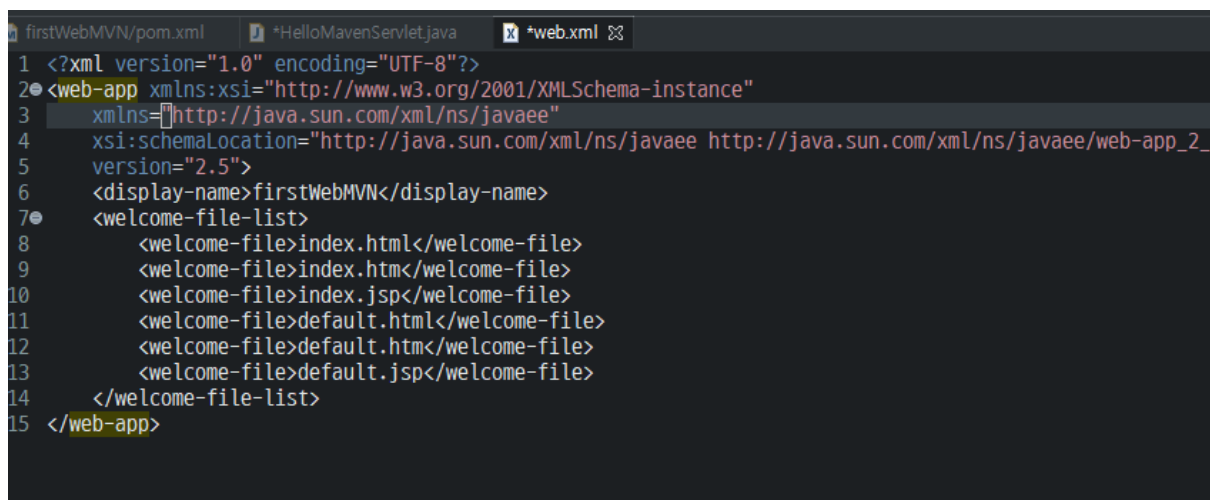 firstWebMVN/pom.xml *HelloMavenServlet.java *web.xml
1 <?xml version="1.0" encoding="UTF-8"?>
2 <web-app xmlns:xsi="http://www.w3.org/2001/XMLSchema-instance"
3 xmlns="http://java.sun.com/xml/ns/javaee"
4 xsi:schemaLocation="http://java.sun.com/xml/ns/javaee http://java.sun.com/xml/ns/javaee/web-app_2_
5 version="2.5">
6 <display-name>firstWebMVN</display-name>
7 <welcome-file-list>
8 <welcome-file>index.html</welcome-file>
9 <welcome-file>index.htm</welcome-file>
10 <welcome-file>index.jsp</welcome-file>
11 <welcome-file>default.html</welcome-file>
12 <welcome-file>default.htm</welcome-file>
13 <welcome-file>default.jsp</welcome-file>
14 </welcome-file-list>
15 </web-app>